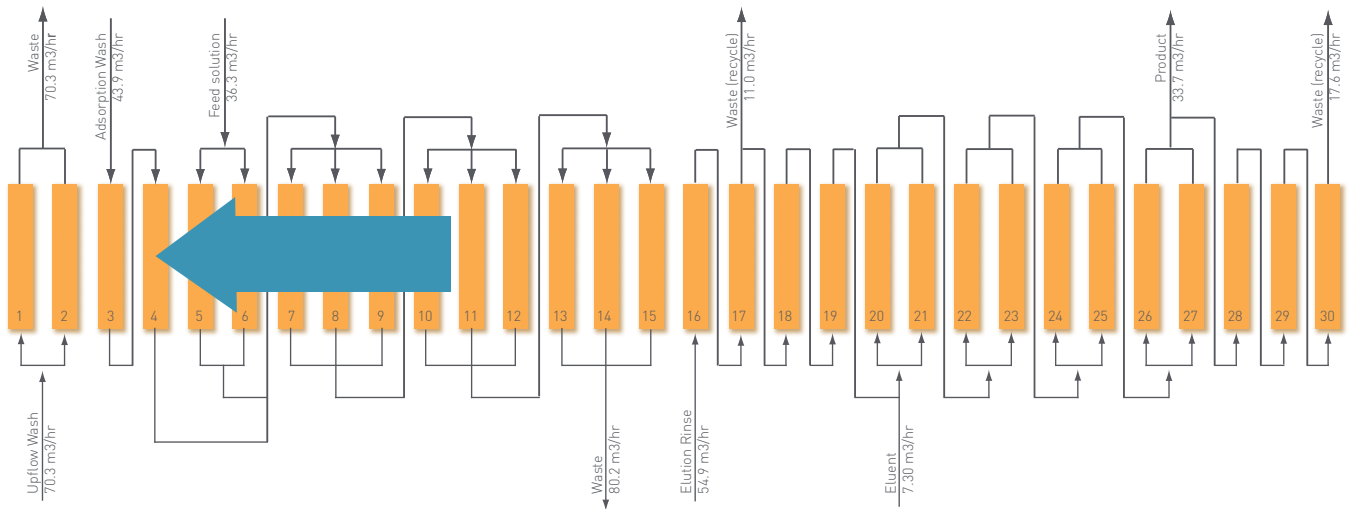 Waste
70.3 m3/hr
Adsorption Wash
43.9 m3/hr
Feed solution
36.3 m3/hr
Waste (recycle)
11.0 m3/hr
Product
33.7 m3/hr
Waste (recycle)
17.6 m3/hr
1
2
3
4
5
6
7
8
9
10
11
12
13
14
15
16
17
18
19
20
21
22
23
24
25
26
27
28
29
30
Upflow Wash
70.3 m3/hr
Waste
80.2 m3/hr
Elution Rinse
54.9 m3/hr
Eluent
7.30 m3/hr